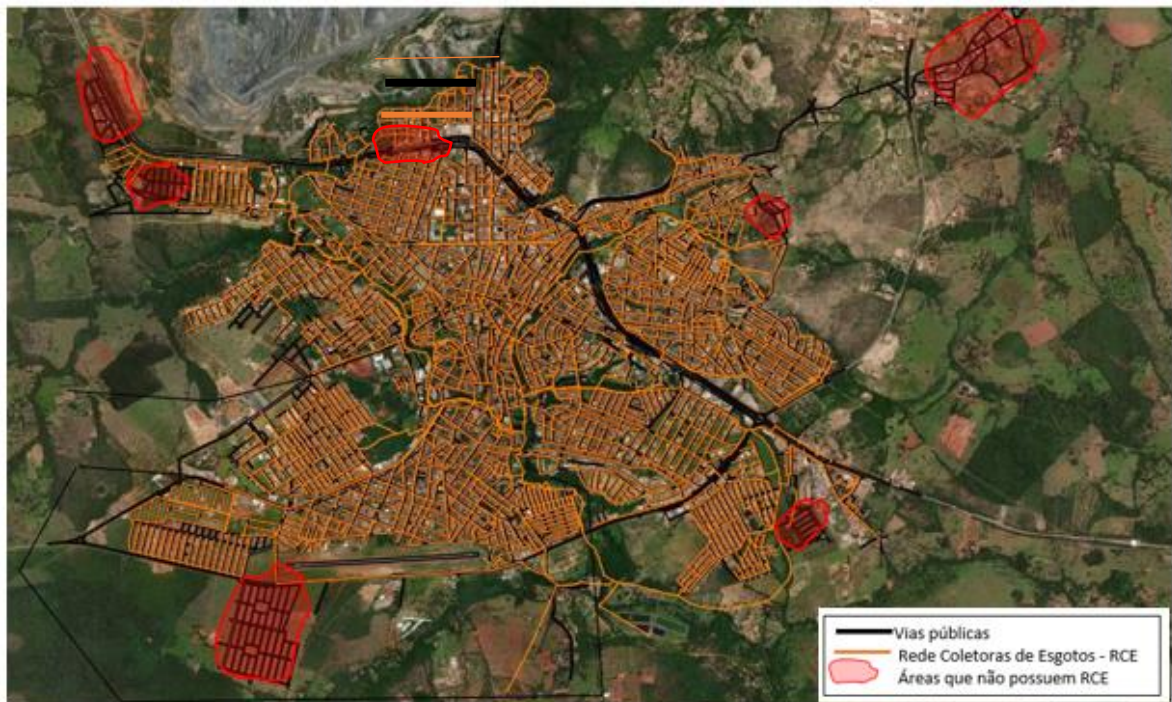 Vias públicas
Rede Coletoras de Esgotos - RCE
Áreas que não possuem RCE